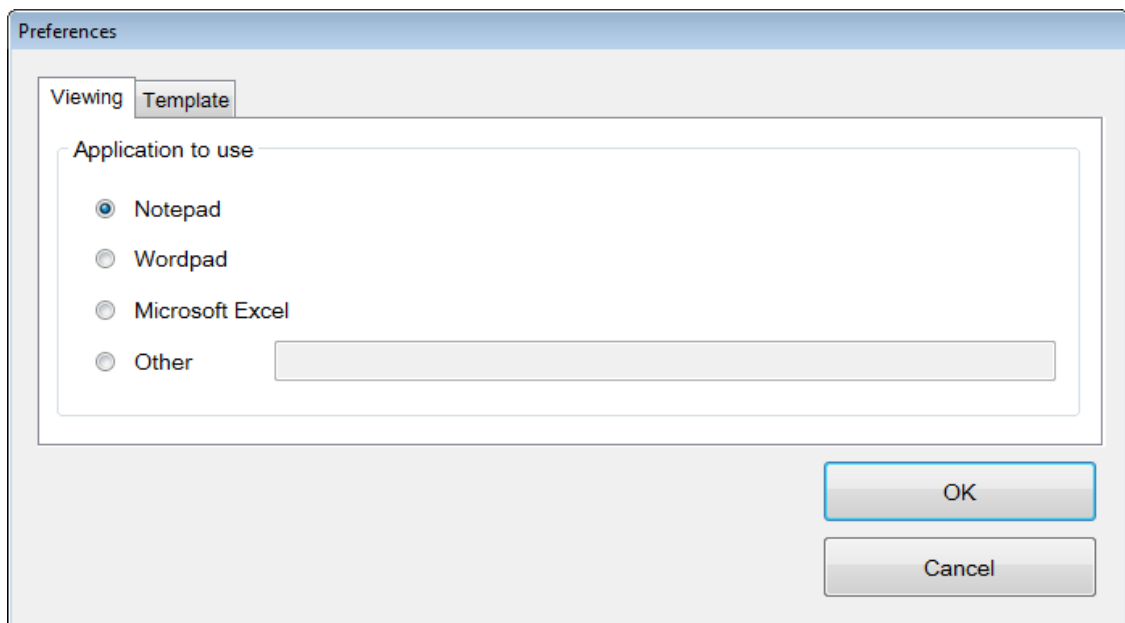 Preferences
Viewing Template
Application to use
Notepad
Wordpad
Microsoft Excel
Other
OK
Cancel